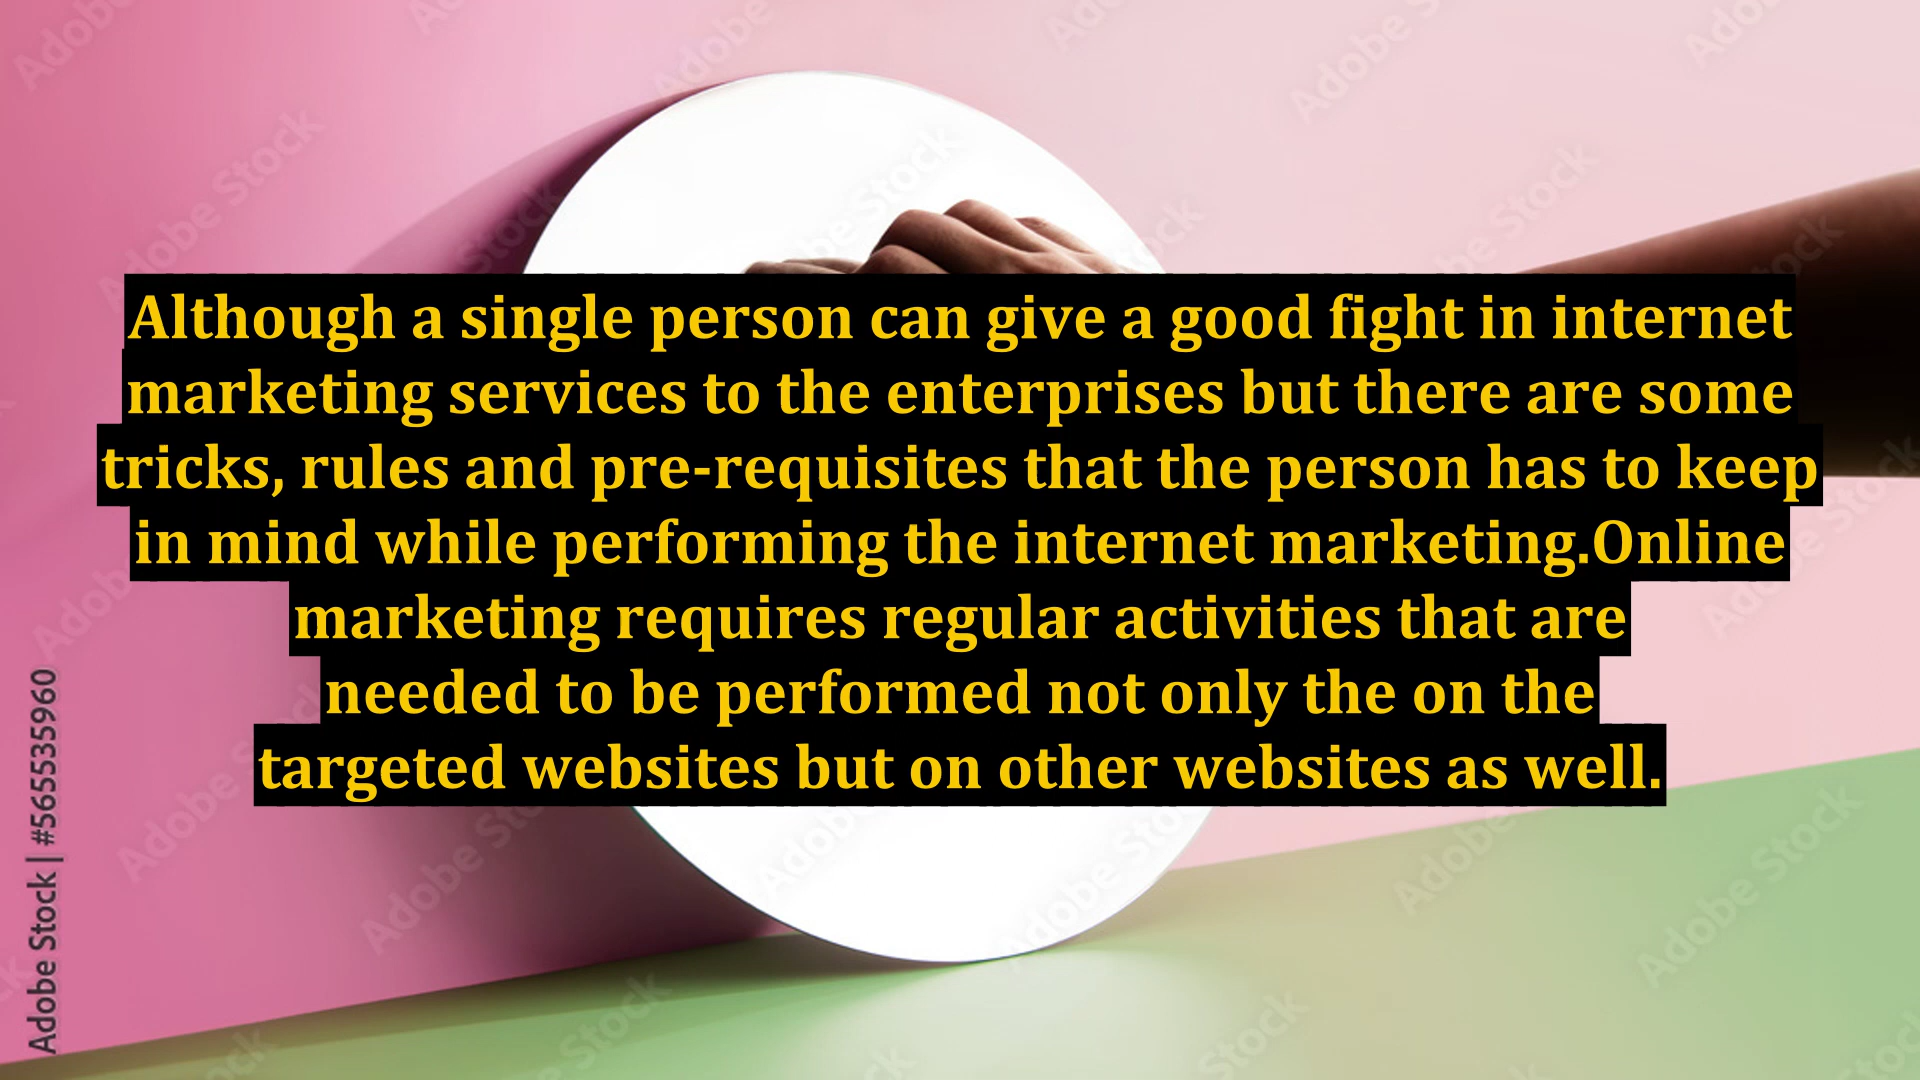 Although a single person can give a good fight in internet
marketing services to the enterprises but there are some
tricks, rules and pre-requisites that the person has to keep
in mind while performing the internet marketing.Online
marketing requires regular activities that are
needed to be performed not only the on the
targeted websites but on other websites as well.
Adobe Stock | #565535960
Adobe Stock